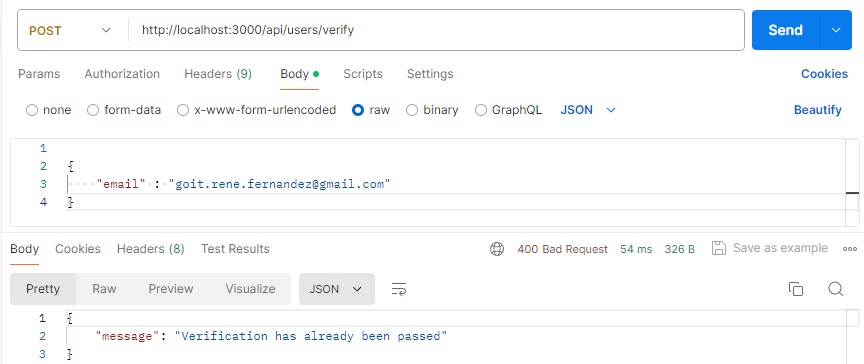 POST http://localhost:3000/api/users/verify Send
Params Authorization Headers (9) Body Scripts Settings Cookies
none form-data x-www-form-urlencoded raw binary GraphQL JSON Beautify
1
2 {
3 "email" : "goit.rene.fernandez@gmail.com"
4 }
Body Cookies Headers (8) Test Results 400 Bad Request 54 ms 326 B Save as example
Pretty Raw Preview Visualize JSON
1 {
2 "message": "Verification has already been passed"
3 }